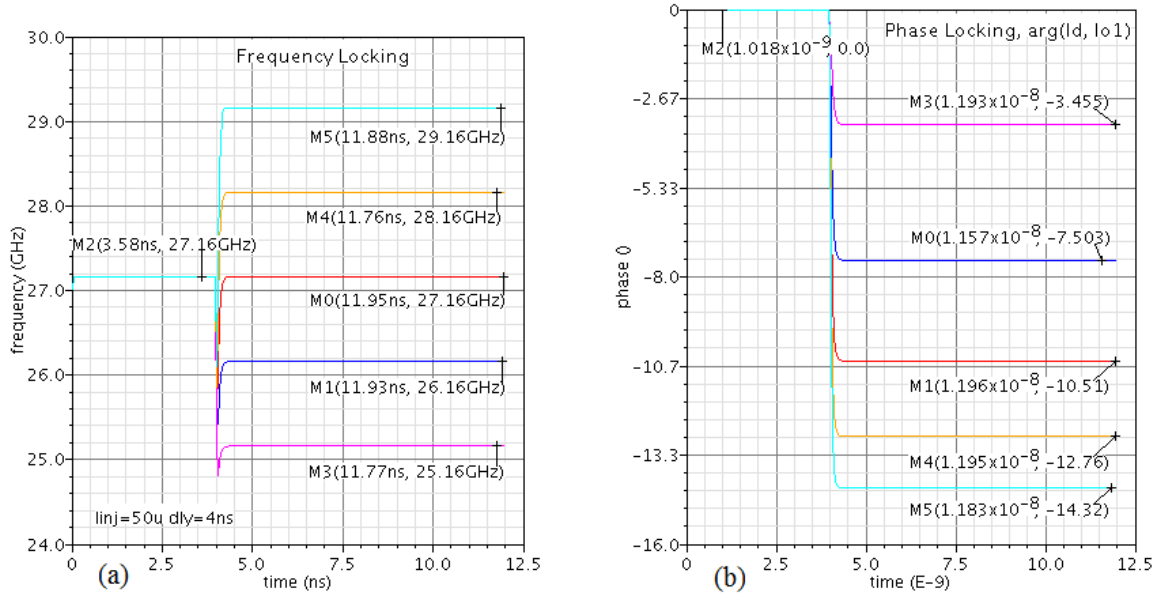 Frequency Locking
30.0
29.0
28.0
27.0
26.0
25.0
24.0
frequency (GHz)
M5(11.88ns, 29.16GHz)
M4(11.76ns, 28.16GHz)
M2(3.58ns, 27.16GHz)
M0(11.95ns, 27.16GHz)
M1(11.93ns, 26.16GHz)
M3(11.77ns, 25.16GHz)
Iinj=50u dly=4ns
0.0 2.5 5.0 7.5 10.0 12.5
time (ns)
(a)
Phase Locking, arg(Id, Io1)
0
-2.67
-5.33
-8.0
-10.7
-13.3
-16.0
phase 0
M2(1.018x10-9, 0.0)
M3(1.193x10-8, -3.455)
M0(1.157x10-8, -7.503)
M1(1.196x10-8, -10.51)
M4(1.195x10-8, -12.76)
M5(1.183x10-8, -14.32)
0.0 2.5 5.0 7.5 10.0 12.5
time (E-9)
(b)